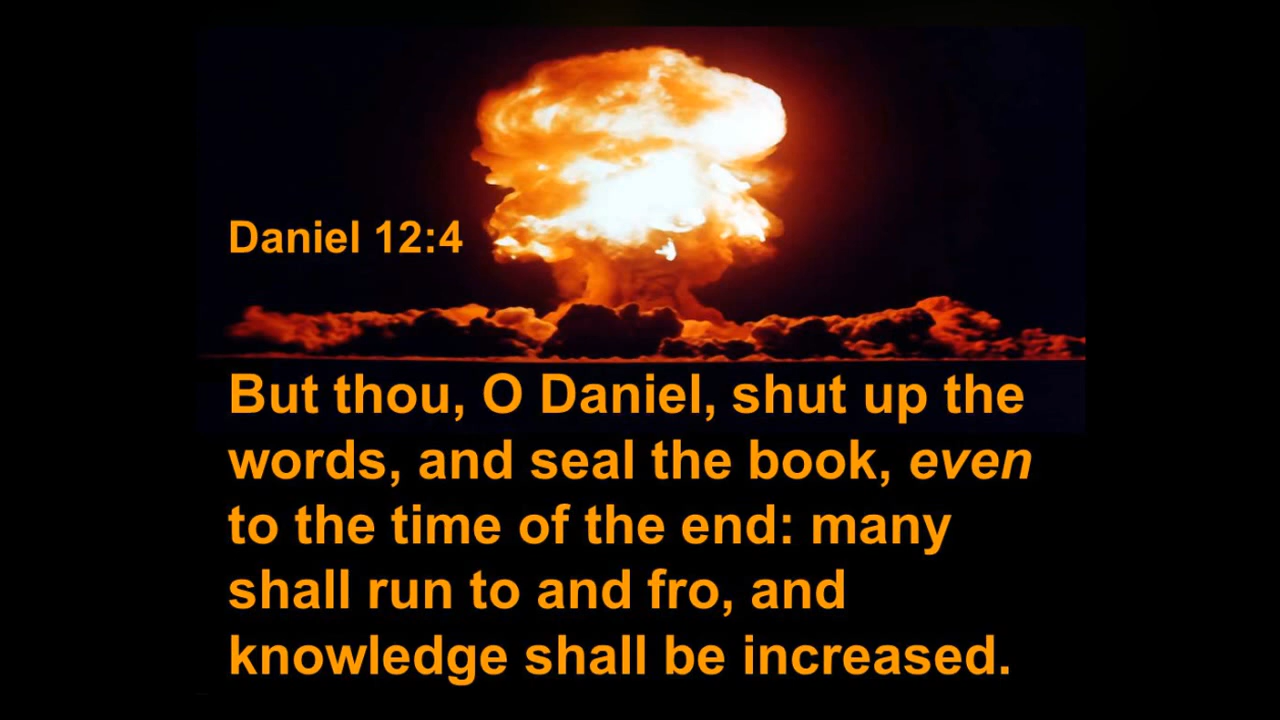 Daniel 12:4
But thou, O Daniel, shut up the
words, and seal the book, even
to the time of the end: many
shall run to and fro, and
knowledge shall be increased.